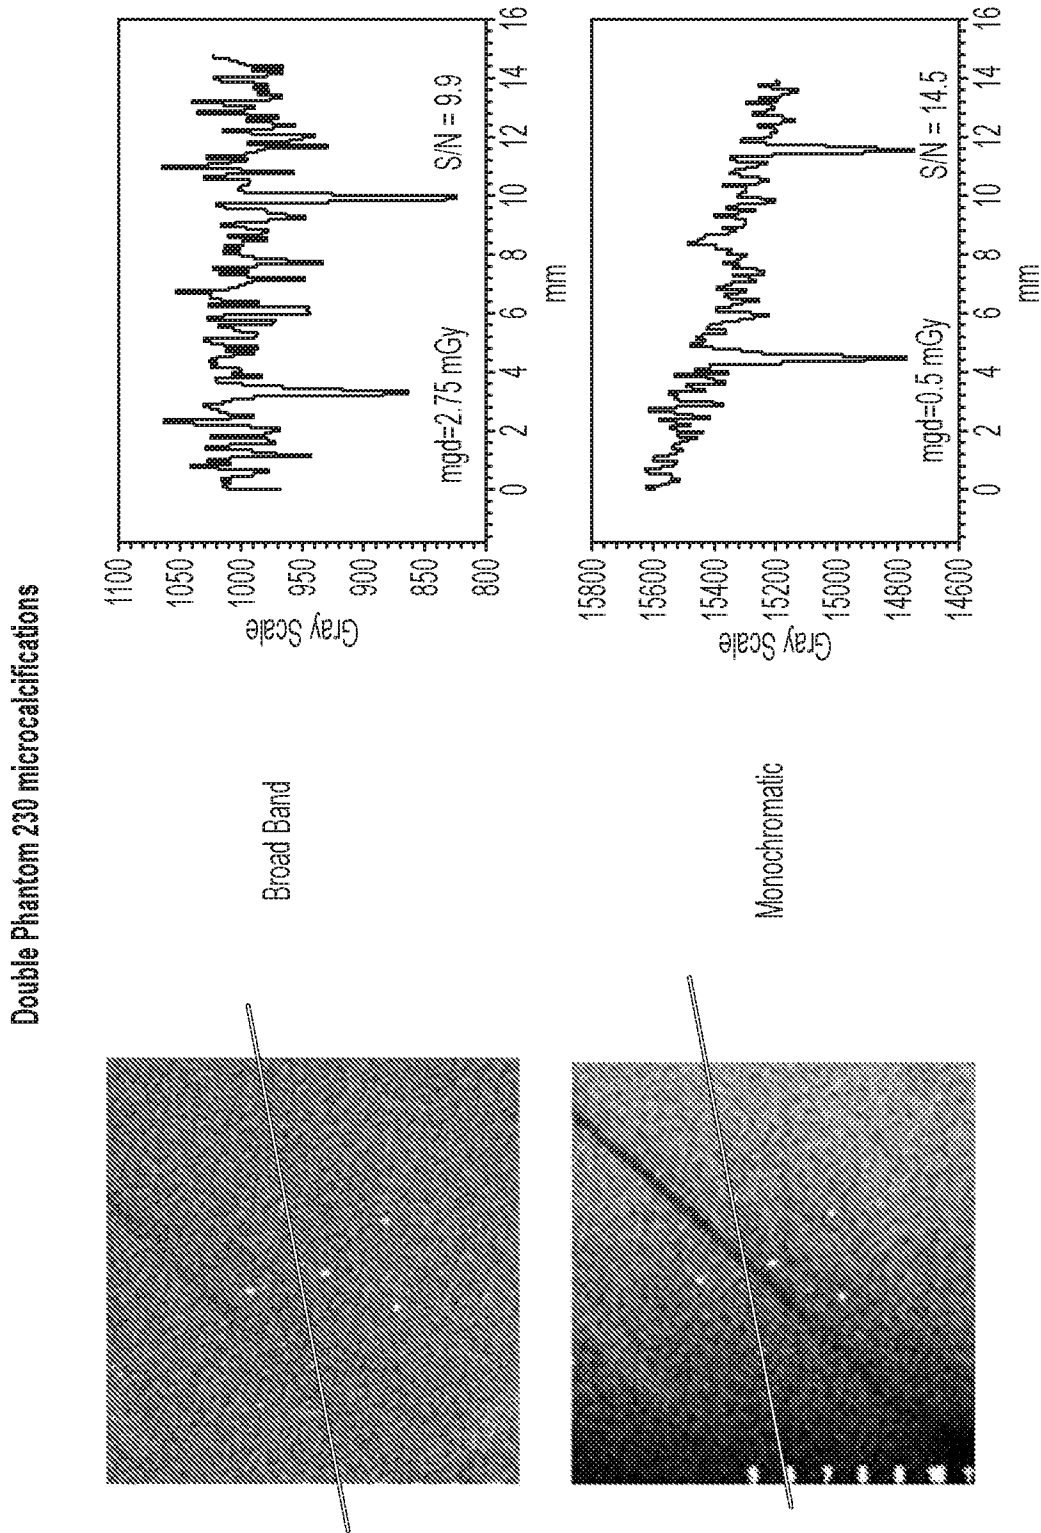 Double Phantom 230 microcalcifications
Broad Band
Gray Scale
1100
1050
1000
950
900
850
800
0 2 4 6 8 10 12 14 16
mm
mgd=2.75 mGy
S/N = 9.9
Monochromatic
Gray Scale
15800
15600
15400
15200
15000
14800
14600
0 2 4 6 8 10 12 14 16
mm
mgd=0.5 mGy
S/N = 14.5